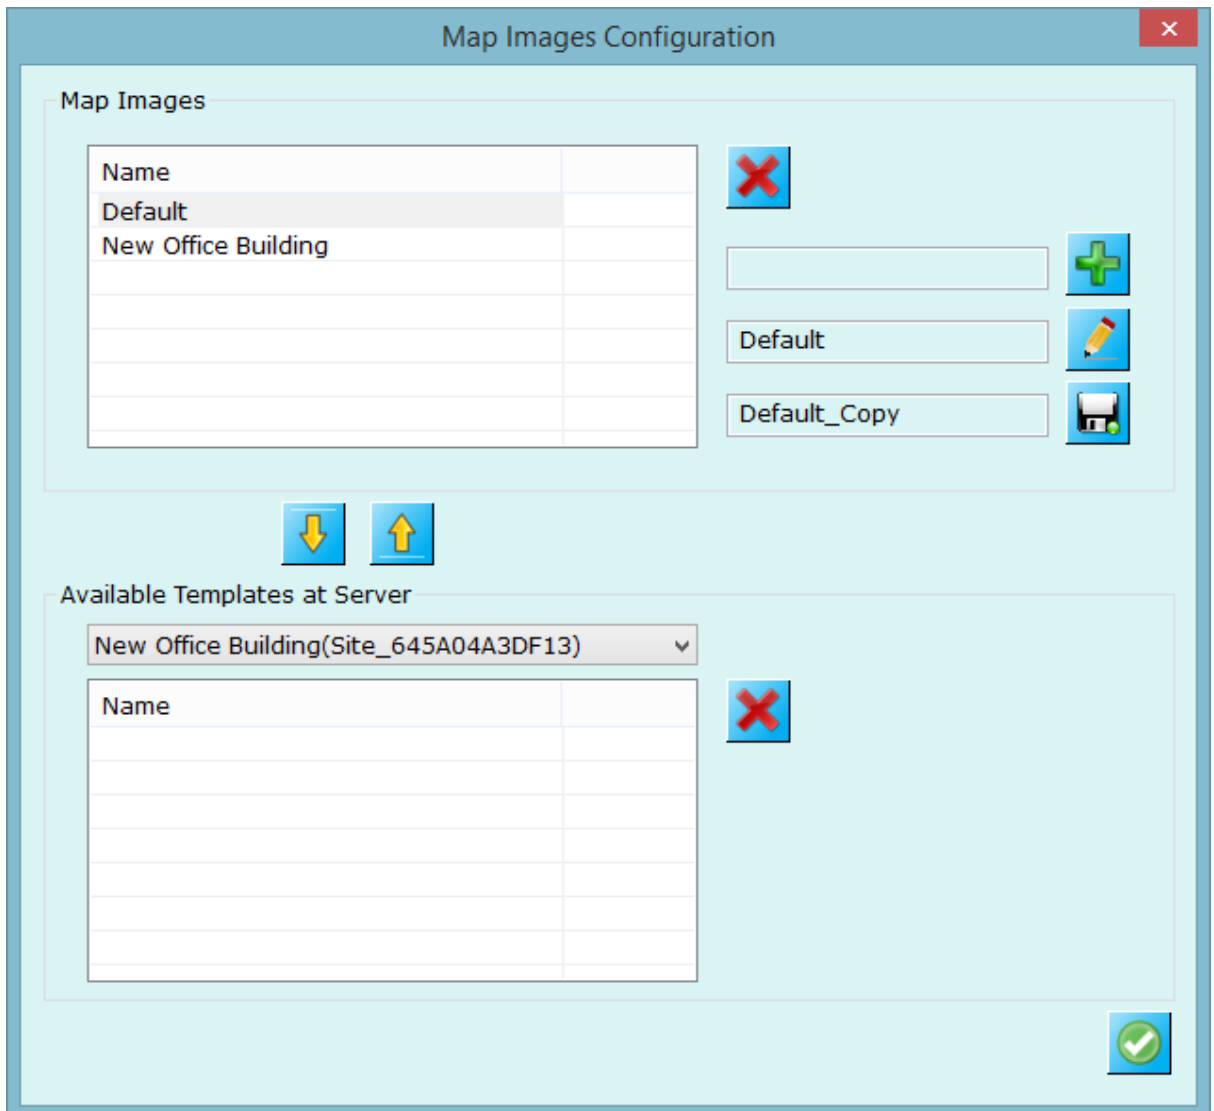 Map Images Configuration
Map Images
Name
Default
New Office Building
Default
Default_Copy
Available Templates at Server
New Office Building(Site_645A04A3DF13)
Name